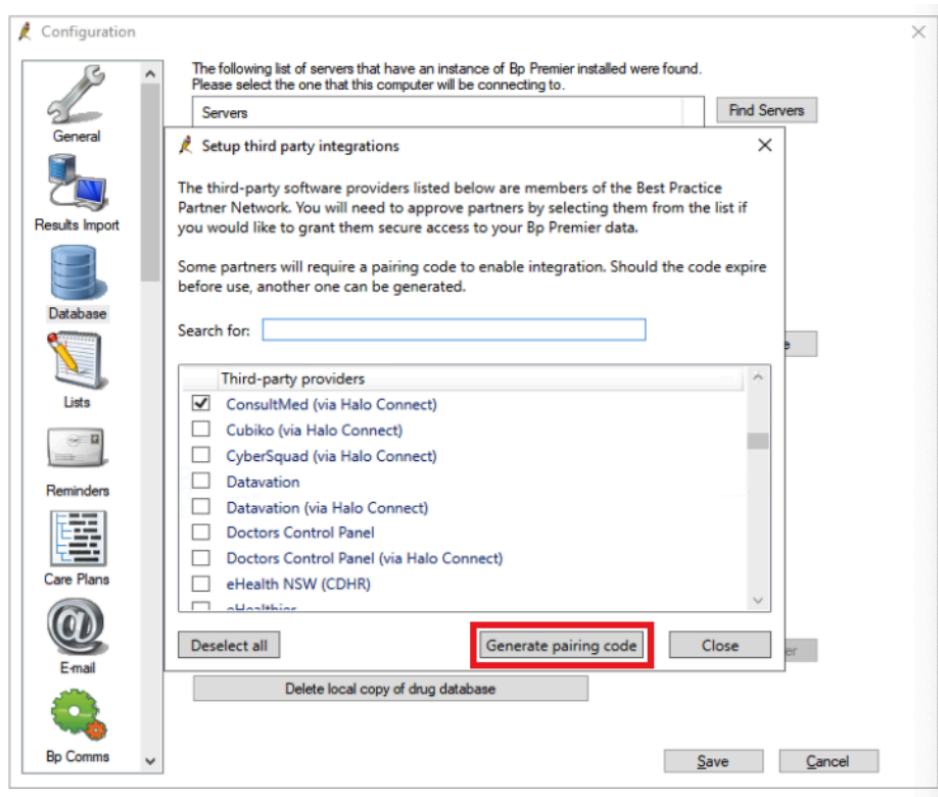 Configuration
The following list of servers that have an instance of Bp Premier installed were found.
Please select the one that this computer will be connecting to.
Servers
Find Servers
General
Results Import
Database
Lists
Reminders
Care Plans
E-mail
Bp Comms
Setup third party integrations
The third-party software providers listed below are members of the Best Practice
Partner Network. You will need to approve partners by selecting them from the list if
you would like to grant them secure access to your Bp Premier data.
Some partners will require a pairing code to enable integration. Should the code expire
before use, another one can be generated.
Search for:
Third-party providers
ConsultMed (via Halo Connect)
Cubiko (via Halo Connect)
CyberSquad (via Halo Connect)
Datavation
Datavation (via Halo Connect)
Doctors Control Panel
Doctors Control Panel (via Halo Connect)
eHealth NSW (CDHR)
Deselect all
Generate pairing code
Close
Delete local copy of drug database
Save
Cancel